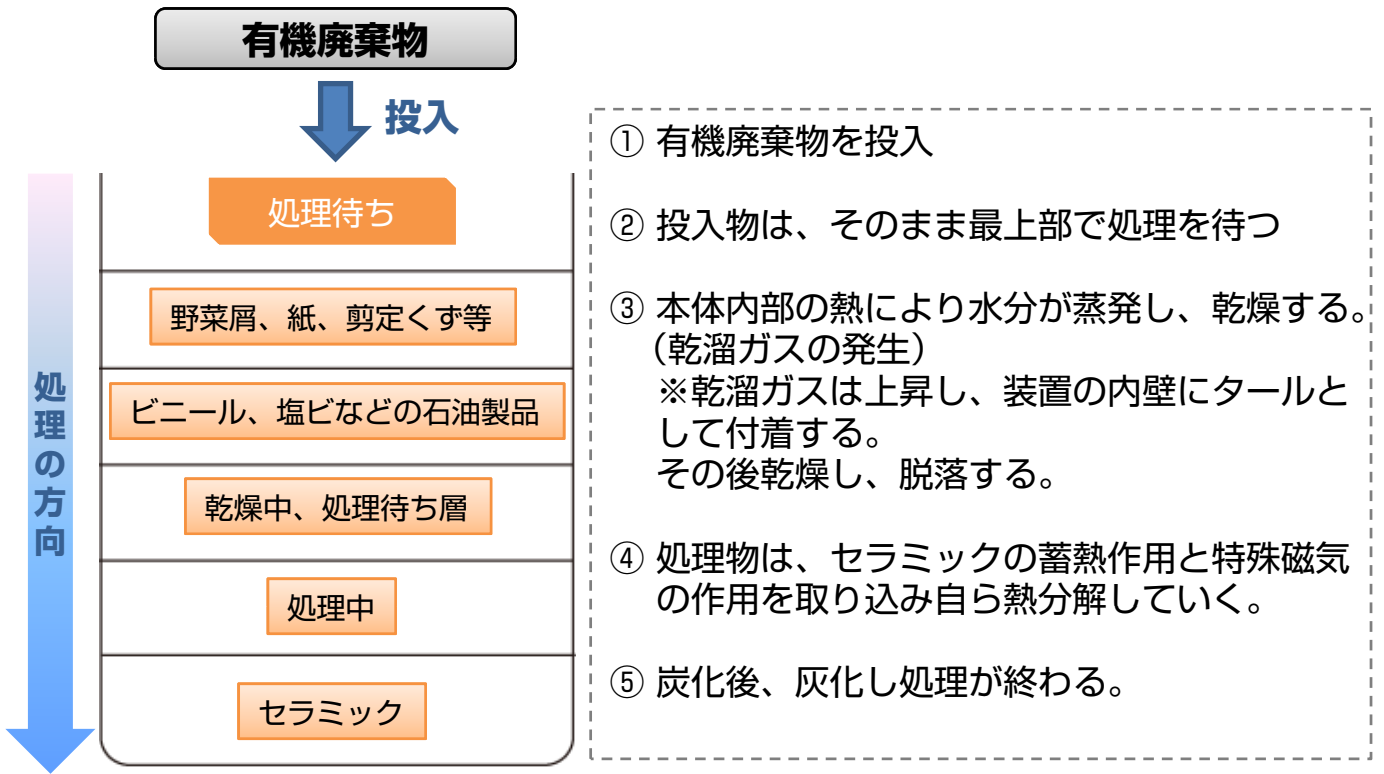 有機廃棄物
投入
処理待ち
野菜屑、紙、剪定くず等
ビニール、塩ビなどの石油製品
乾燥中、処理待ち層
処理中
セラミック
処理の方向
① 有機廃棄物を投入
② 投入物は、そのまま最上部で処理を待つ
③ 本体内部の熱により水分が蒸発し、乾燥する。
（乾溜ガスの発生）
※乾溜ガスは上昇し、装置の内壁にタールと
して付着する。
その後乾燥し、脱落する。
④ 処理物は、セラミックの蓄熱作用と特殊磁気
の作用を取り込み自ら熱分解していく。
⑤ 炭化後、灰化し処理が終わる。